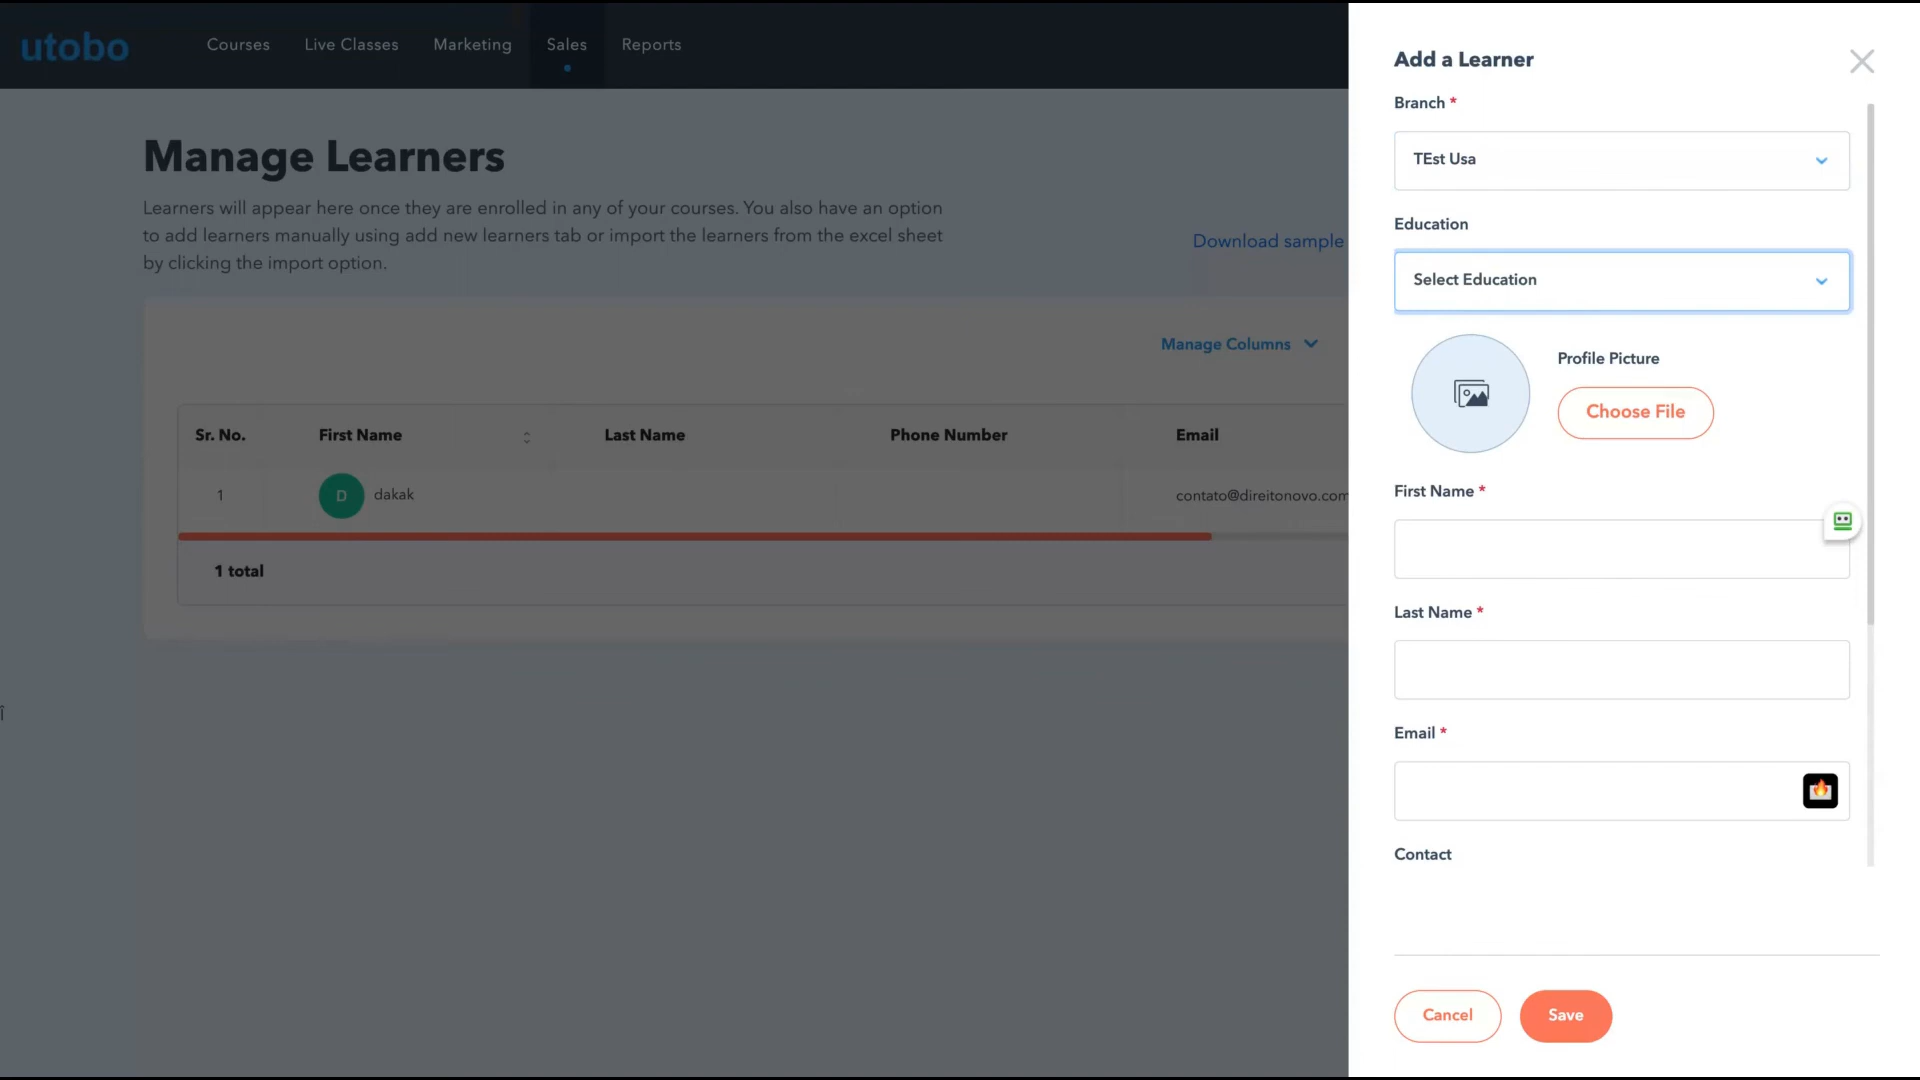 utobo
Courses
Live Classes
Marketing
Sales
Reports
Manage Learners
Learners will appear here once they are enrolled in any of your courses. You also have an option
to add learners manually using add new learners tab or import the learners from the excel sheet
by clicking the import option.
Download sample
Manage Columns
Sr. No.
First Name
Last Name
Phone Number
Email
1
D
dakak
contato@direitonovo.com
1 total
Add a Learner
Branch *
TEst Usa
Education
Select Education
Profile Picture
Choose File
First Name *
Last Name *
Email *
Contact
Cancel
Save